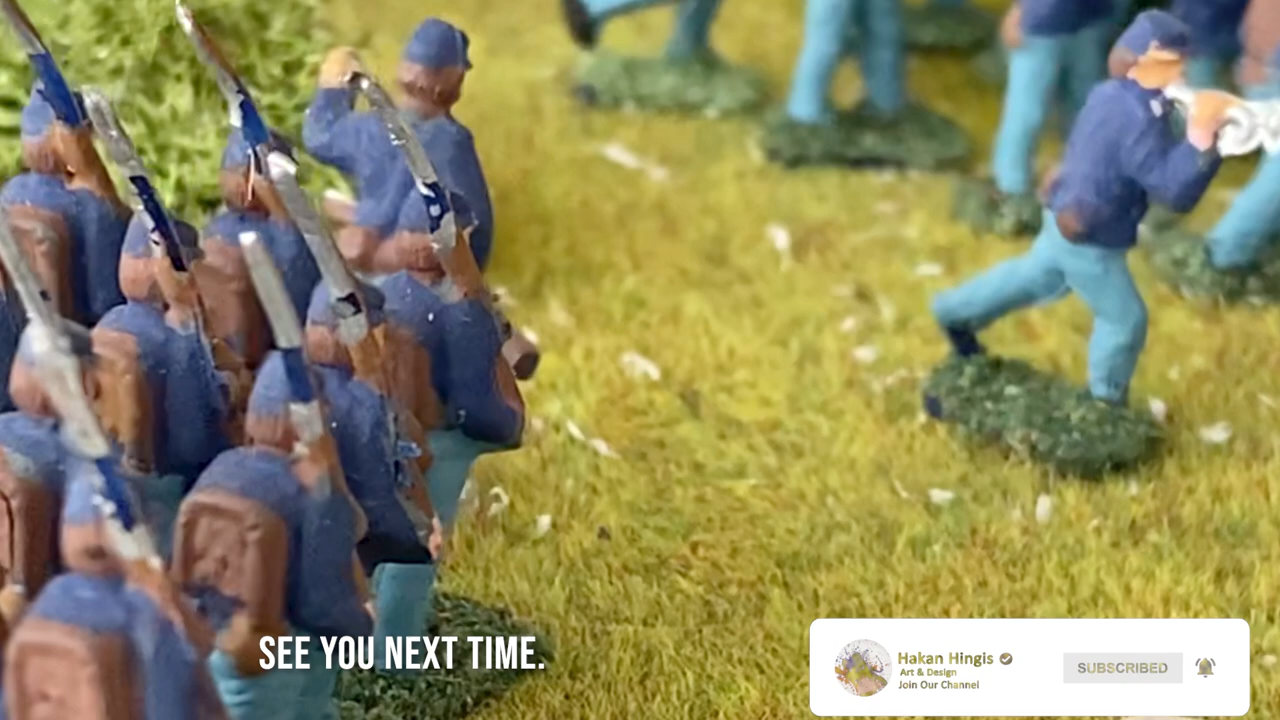 SEE YOU NEXT TIME.
Hakan Hingis
Art & Design
Join Our Channel
SUBSCRIBED